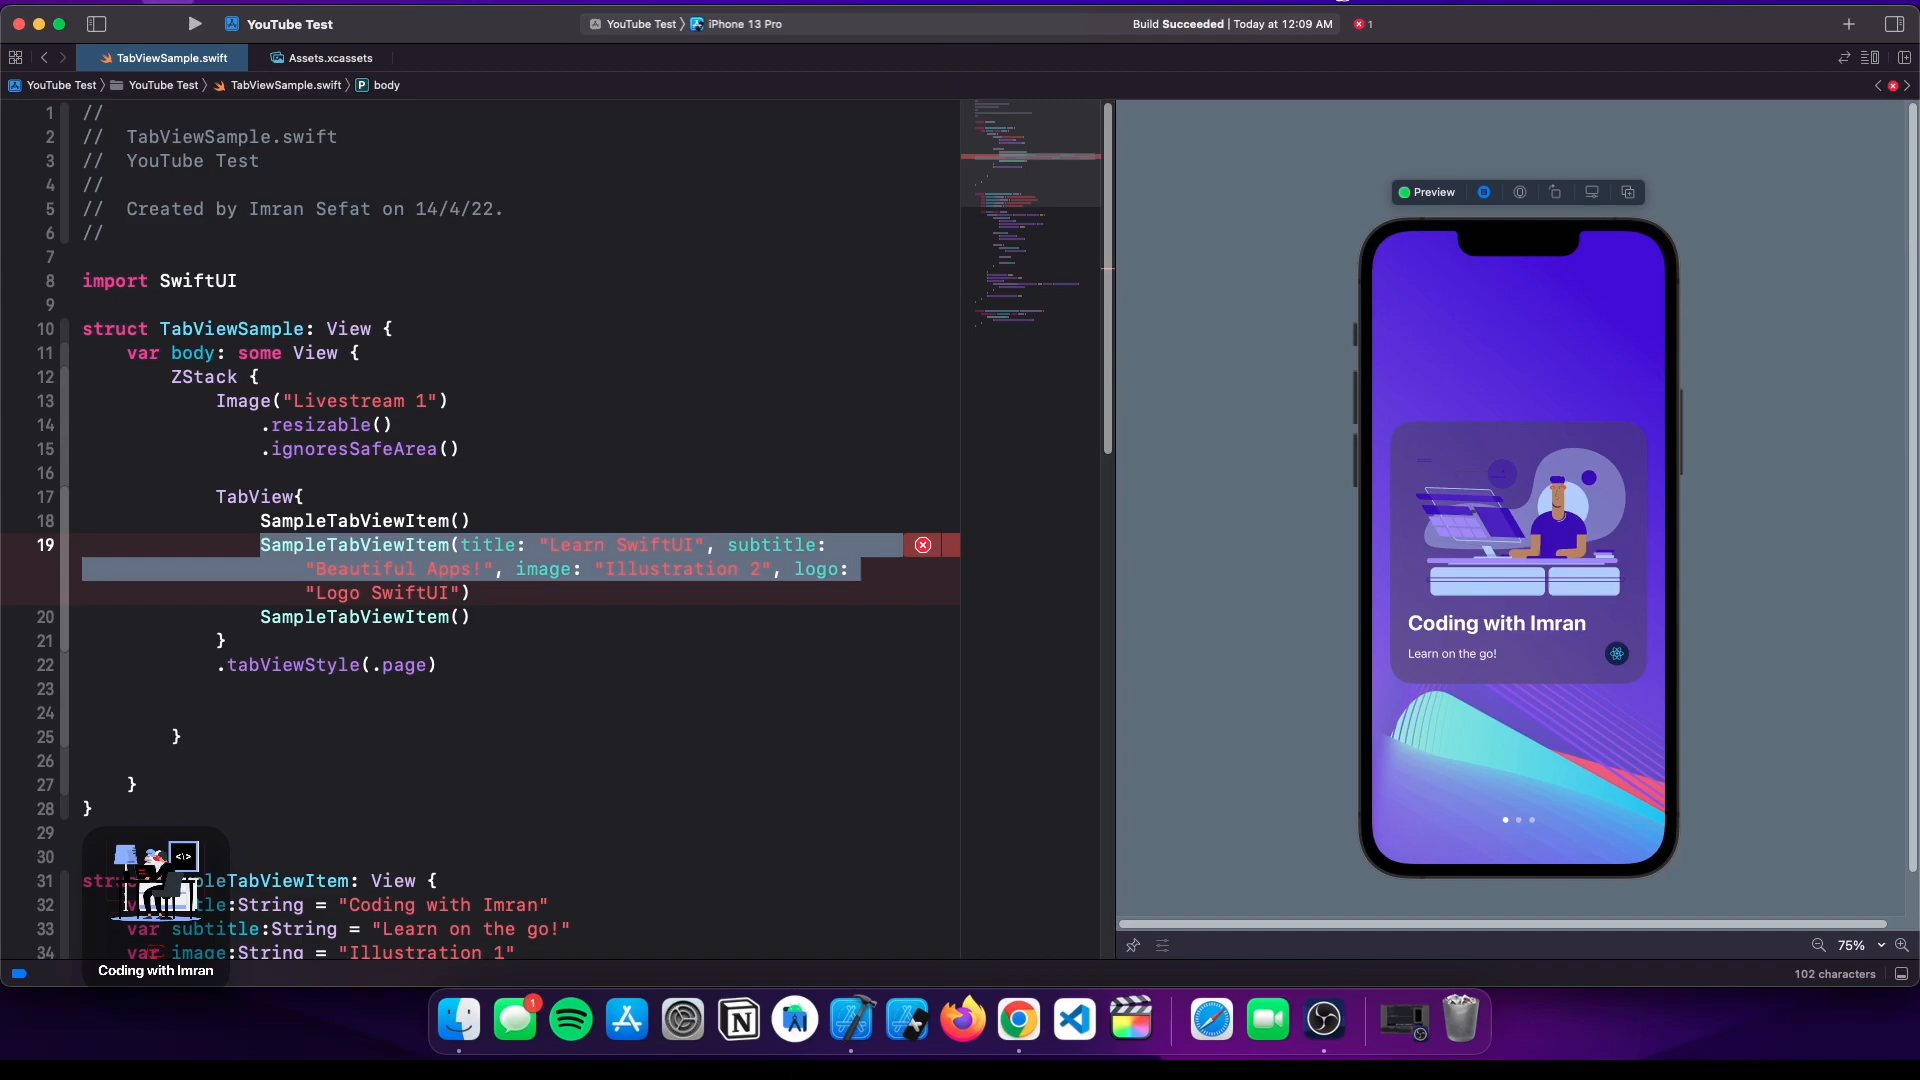 YouTube Test
YouTube Test
iPhone 13 Pro
Build Succeeded | Today at 12:09 AM
1
TabViewSample.swift
Assets.xcassets
YouTube Test
YouTube Test
TabViewSample.swift
P
body
1 //
2 // TabViewSample.swift
3 // YouTube Test
4 //
5 // Created by Imran Sefat on 14/4/22.
6 //
7
8 import SwiftUI
9
10 struct TabViewSample: View {
11 var body: some View {
12 ZStack {
13 Image("Livestream 1")
14 .resizable()
15 .ignoresSafeArea()
16
17 TabView{
18 SampleTabViewItem()
19 SampleTabViewItem(title: "Learn SwiftUI", subtitle:
"Beautiful Apps!", image: "Illustration 2", logo:
"Logo SwiftUI")
20 SampleTabViewItem()
21 }
22 .tabViewStyle(.page)
23
24
25 }
26
27 }
28 }
29
30
31 pleTabViewItem: View {
32 tle:String = "Coding with Imran"
33 var subtitle:String = "Learn on the go!"
34 var image:String = "Illustration 1"
</\>
Coding with Imran
Preview
Coding with Imran
Learn on the go!
75%
102 characters
1
N